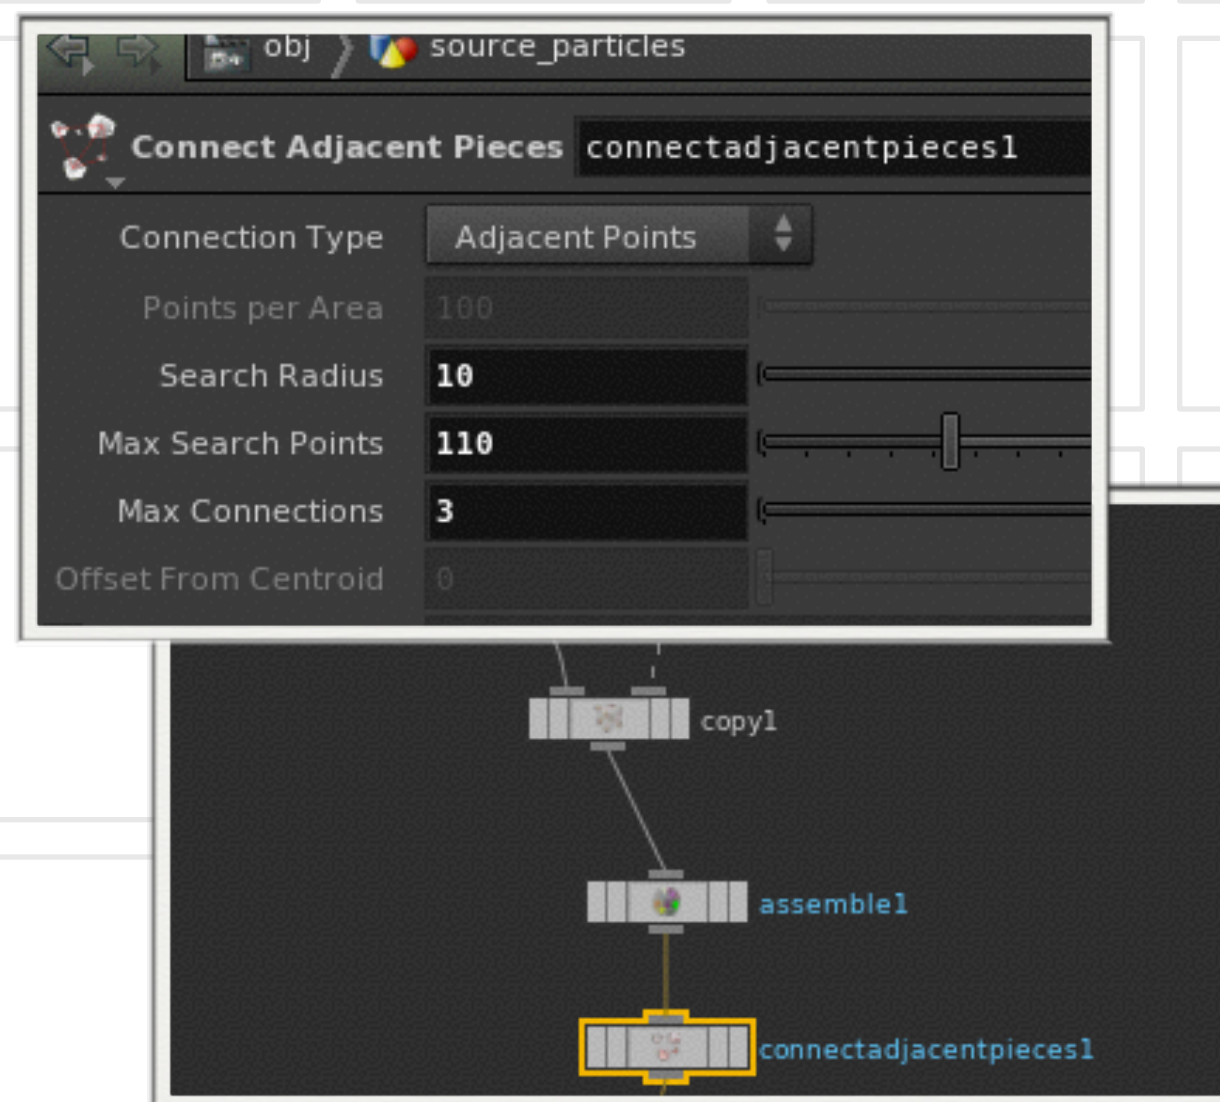 obj source_particles
Connect Adjacent Pieces connectadjacentpieces1
Connection Type Adjacent Points
Points per Area 100
Search Radius 10
Max Search Points 110
Max Connections 3
Offset From Centroid 0
copy1
assemble1
connectadjacentpieces1